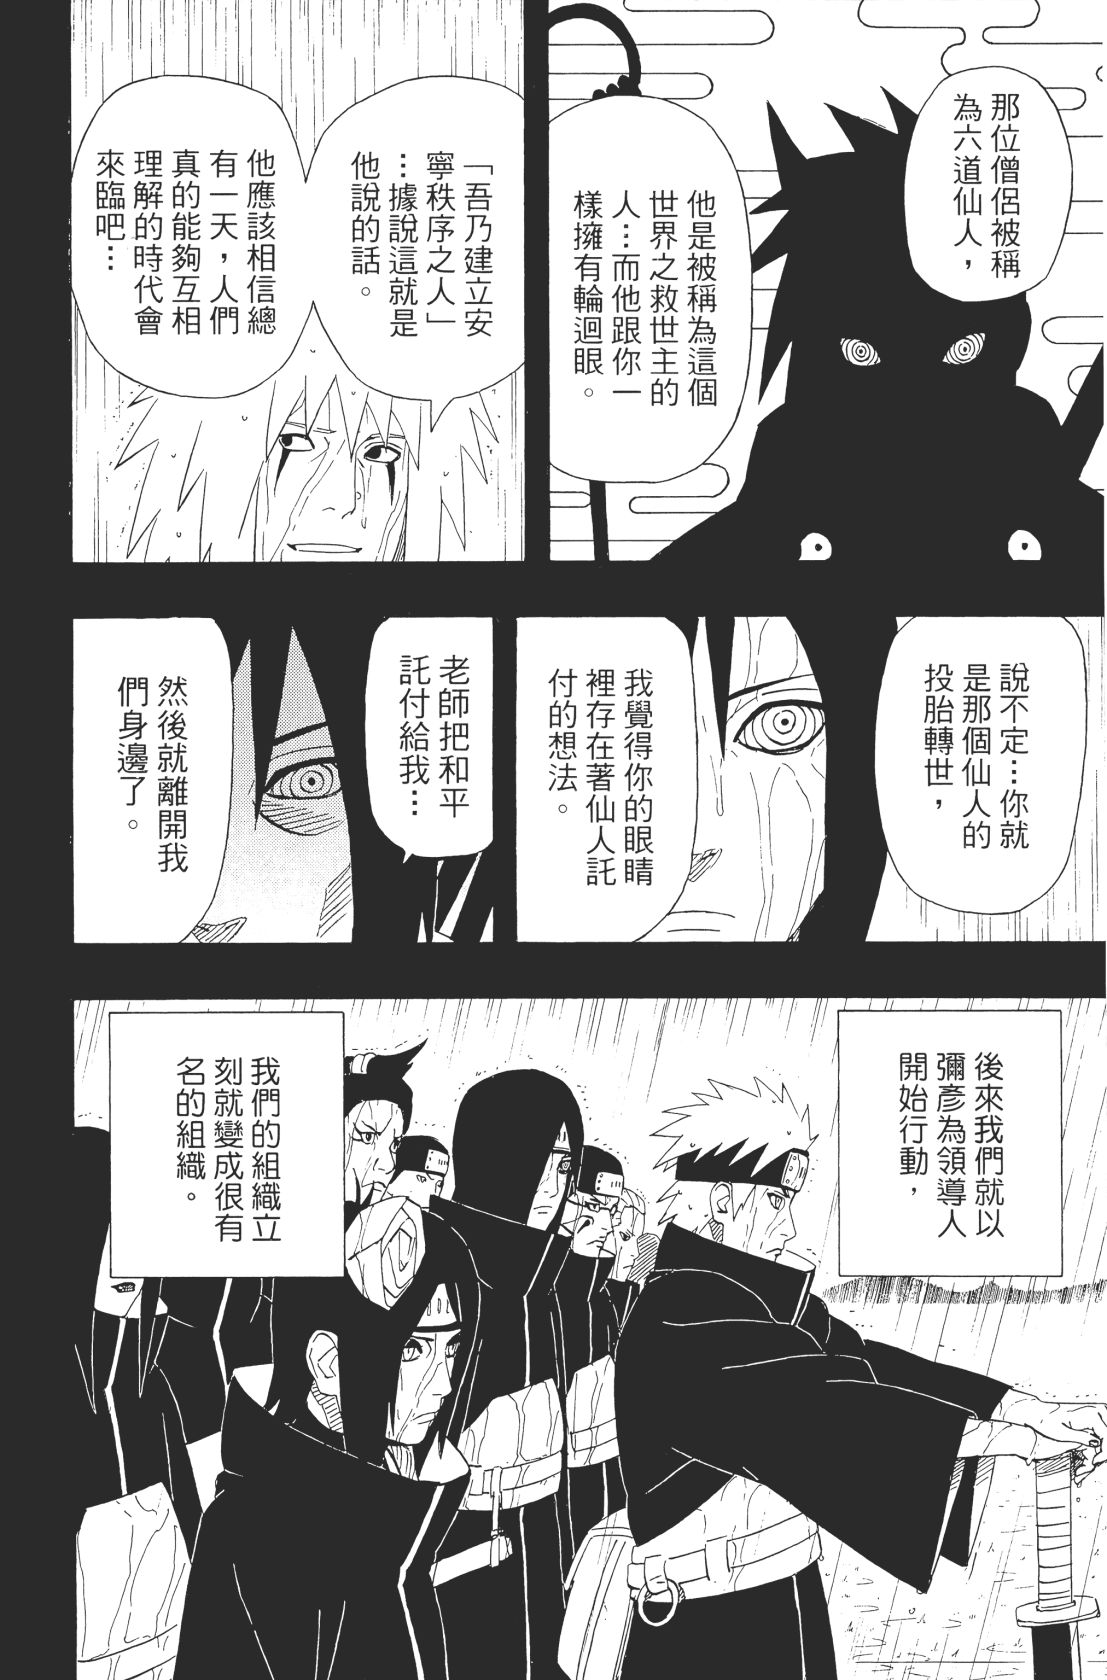 那位僧侶被稱
為六道仙人，
他是被稱為這個
世界之救世主的
人…而他跟你一
樣擁有輪迴眼。
「吾乃建立安
寧秩序之人」
…據說這就是
他說的話。
他應該相信總
有一天，人們
真的能夠互相
理解的時代會
來臨吧…
說不定…你就
是那個仙人的
投胎轉世，
我覺得你的眼睛
裡存在著仙人託
付的想法。
老師把和平
託付給我…
然後就離開我
們身邊了。
後來我們就以
彌彥為領導人
開始行動，
我們的組織立
刻就變成很有
名的組織。